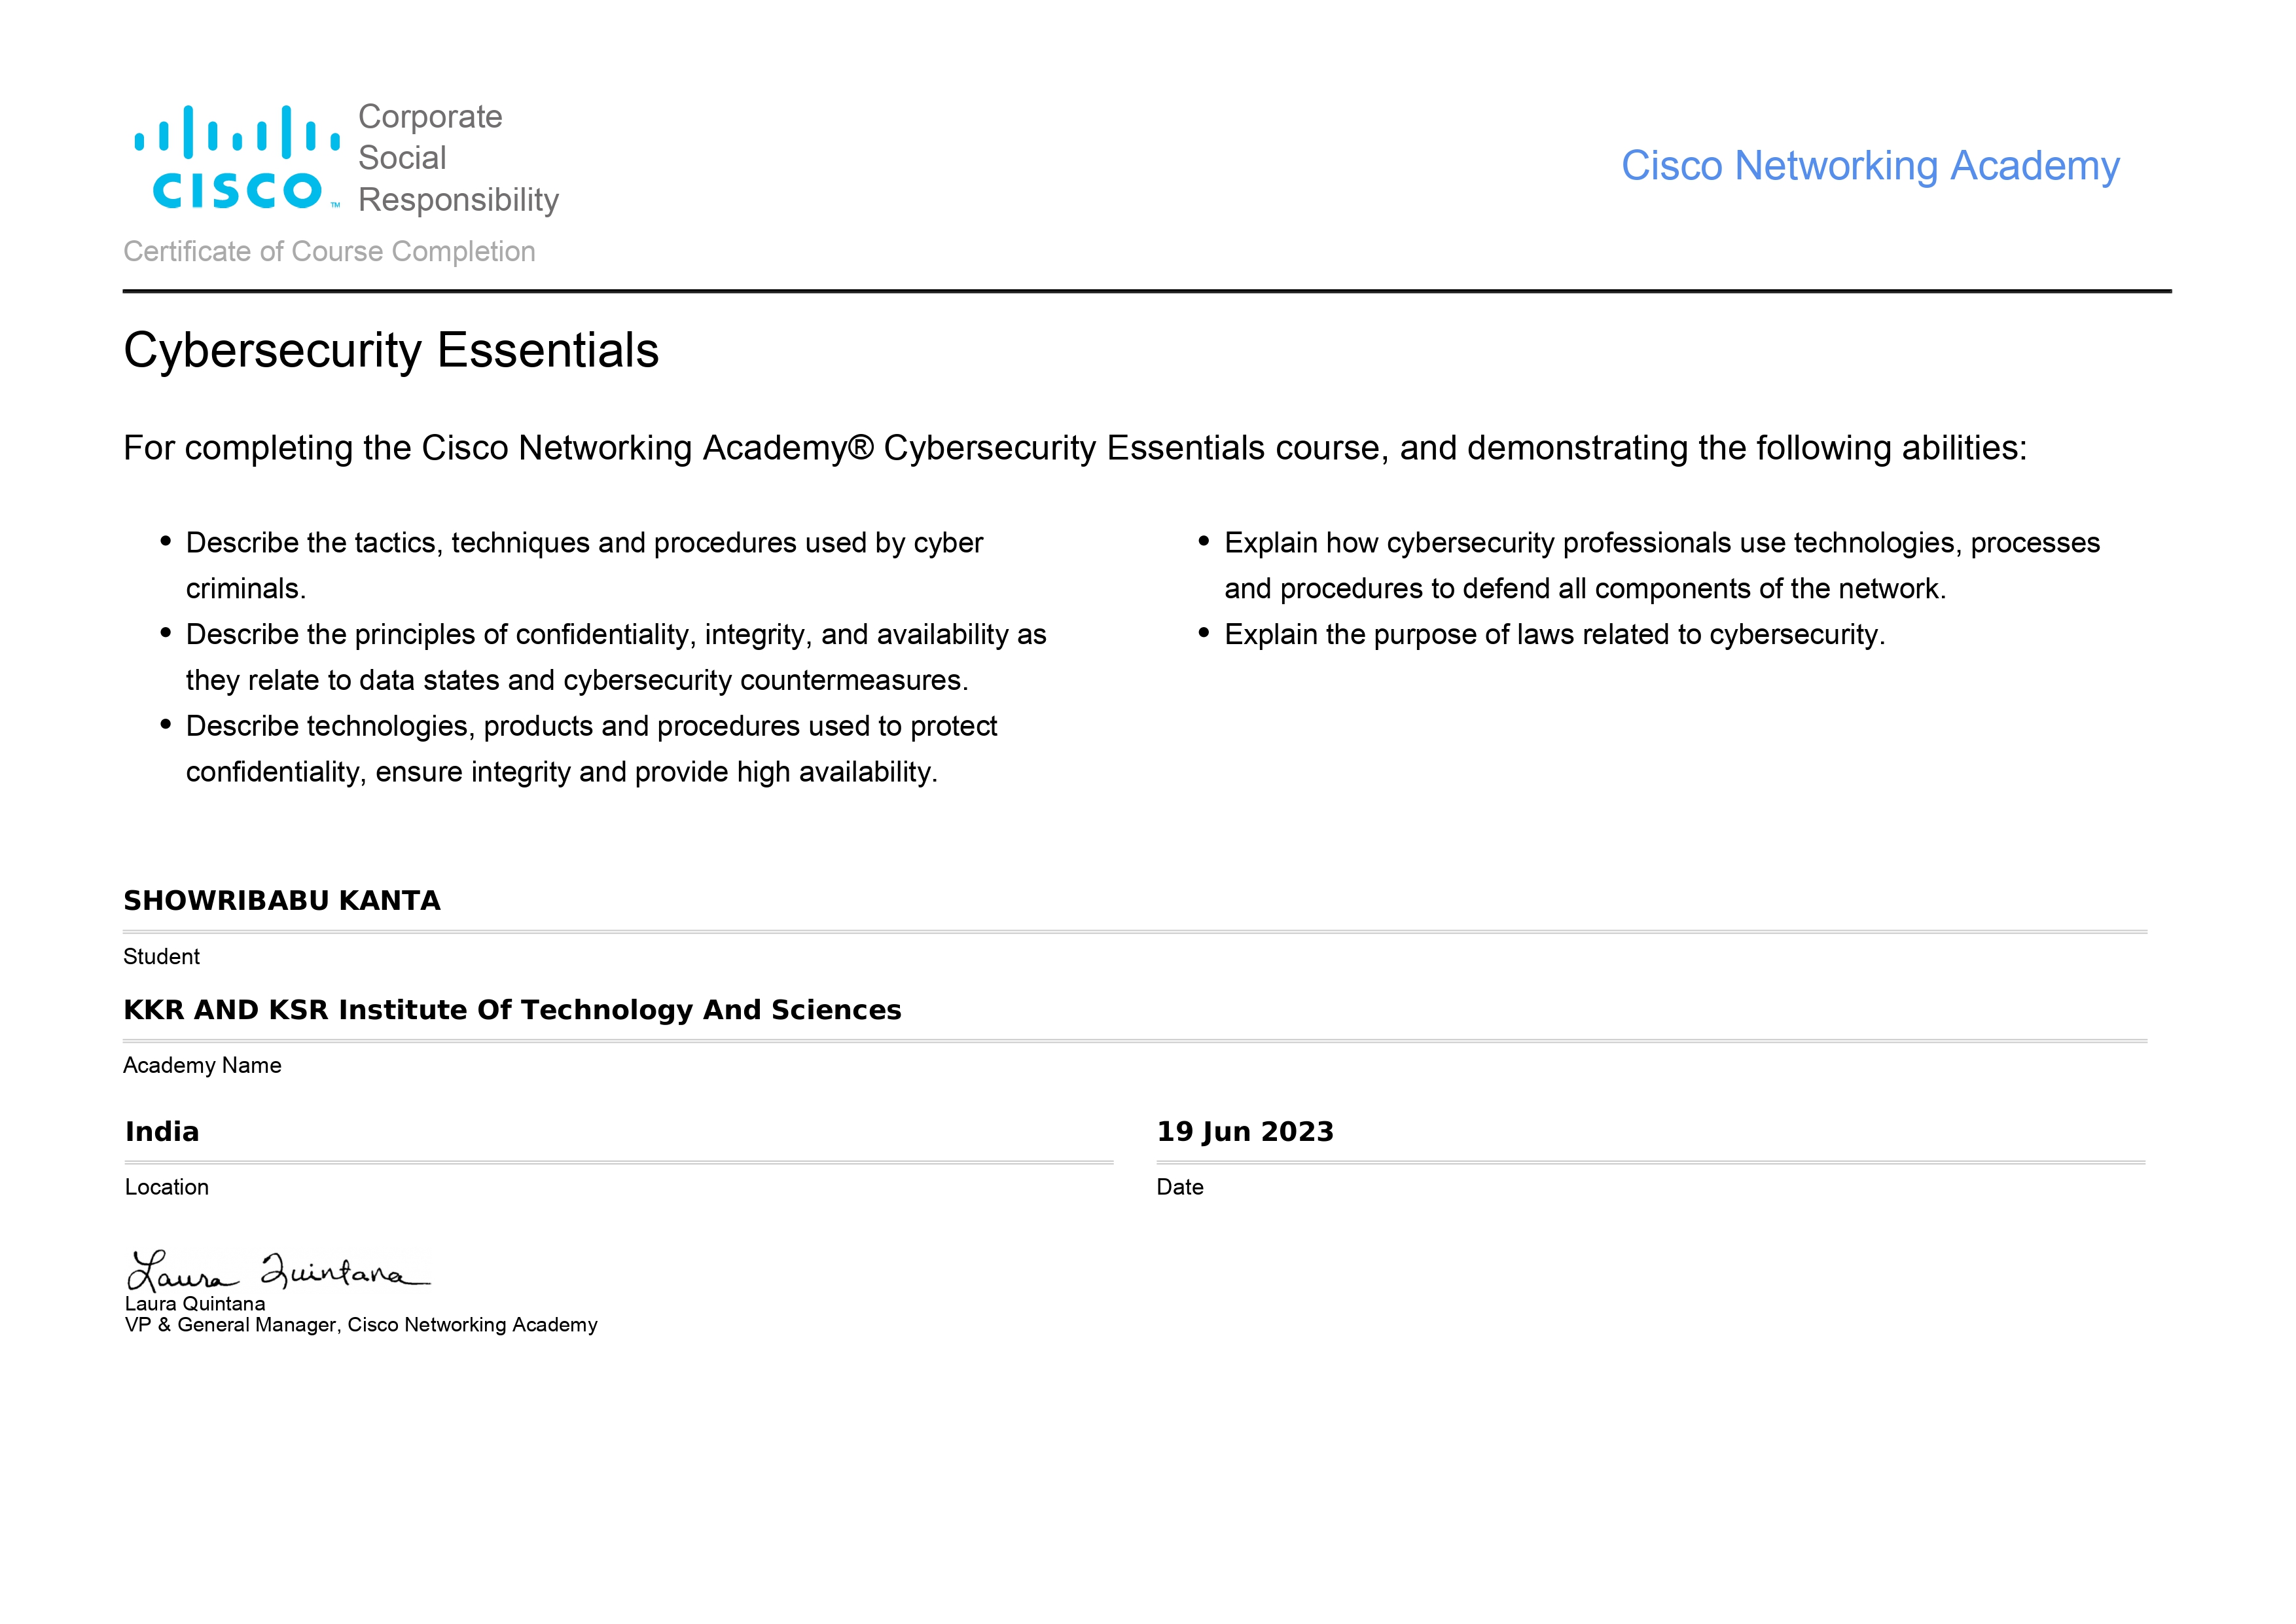 Corporate
Social
Responsibility
CISCO™
Cisco Networking Academy
Certificate of Course Completion
Cybersecurity Essentials
For completing the Cisco Networking Academy® Cybersecurity Essentials course, and demonstrating the following abilities:
• Describe the tactics, techniques and procedures used by cyber
criminals.
• Describe the principles of confidentiality, integrity, and availability as
they relate to data states and cybersecurity countermeasures.
• Describe technologies, products and procedures used to protect
confidentiality, ensure integrity and provide high availability.
• Explain how cybersecurity professionals use technologies, processes
and procedures to defend all components of the network.
• Explain the purpose of laws related to cybersecurity.
SHOWRIBABU KANTA
Student
KKR AND KSR Institute Of Technology And Sciences
Academy Name
India
Location
19 Jun 2023
Date
Laura Quintana
Laura Quintana
VP & General Manager, Cisco Networking Academy